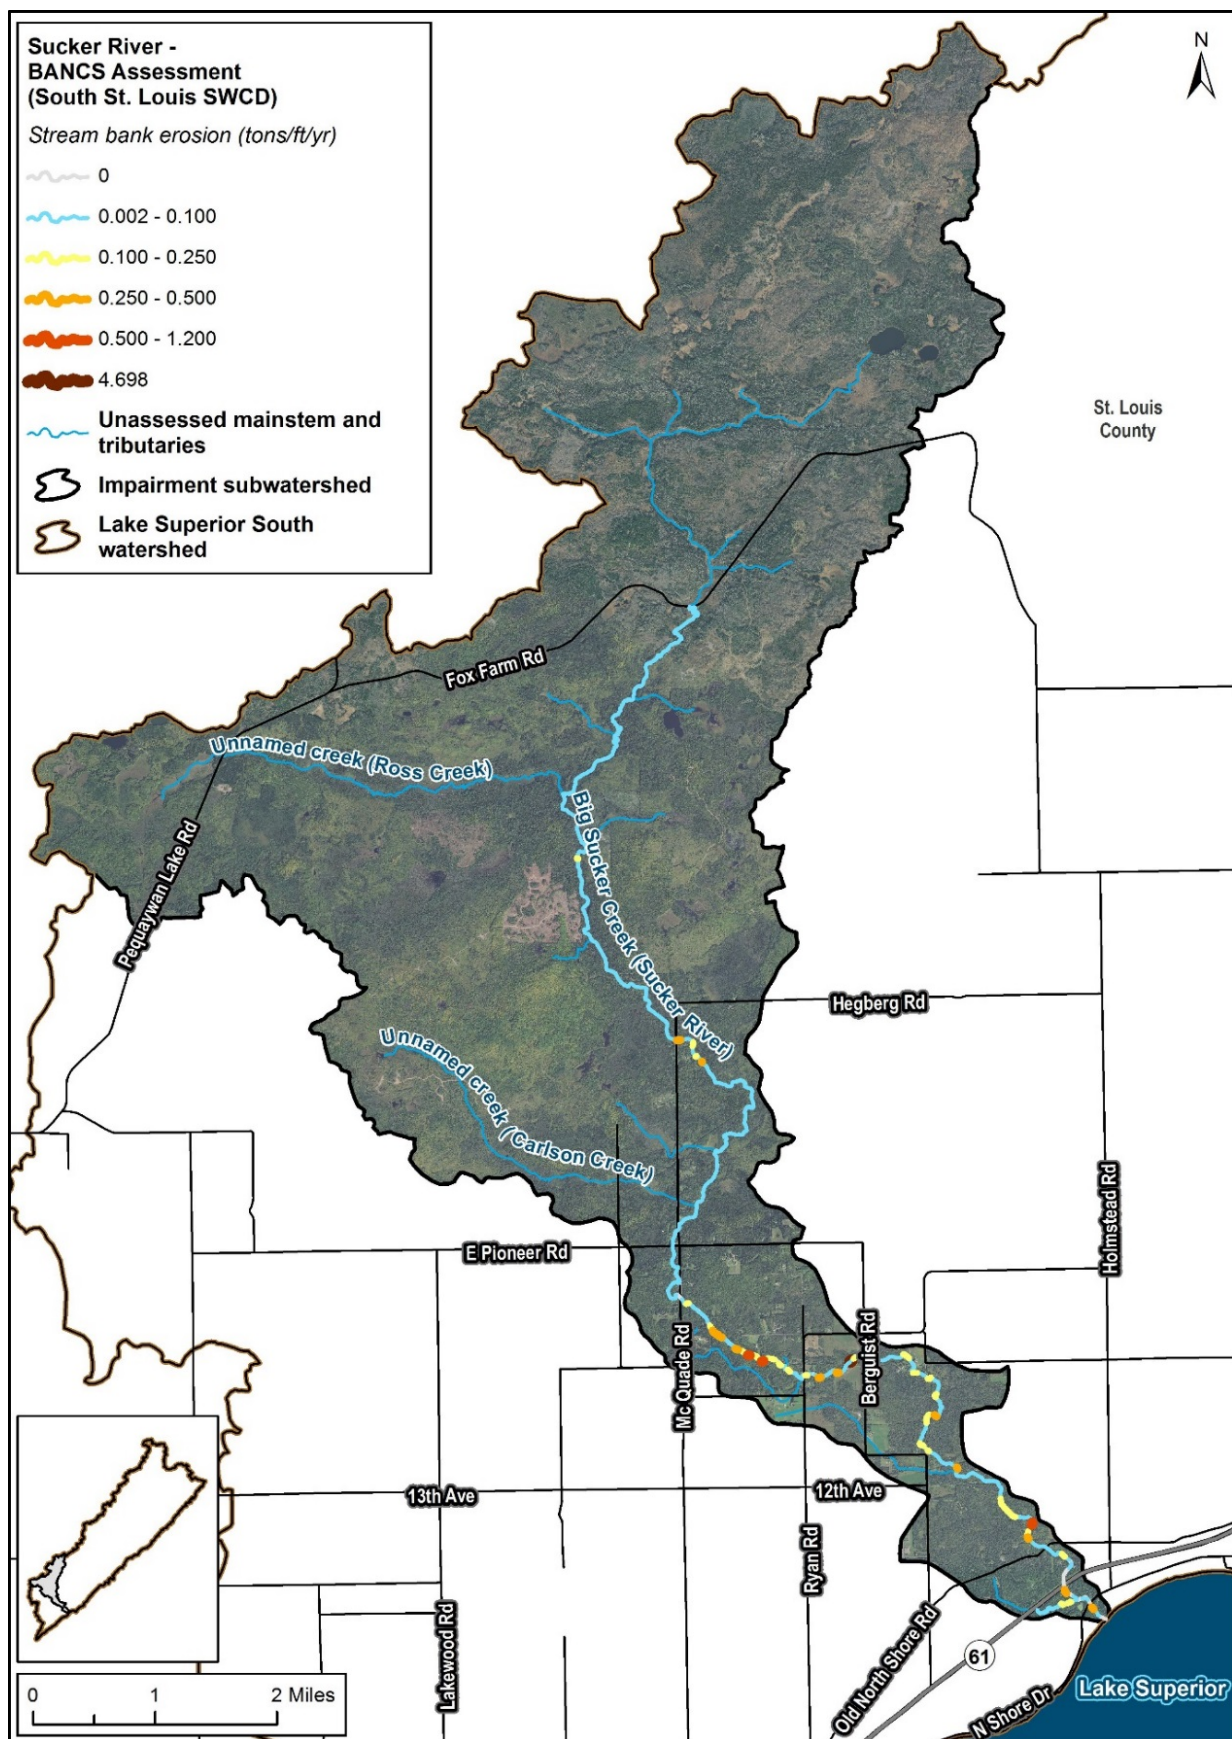 Sucker River -
BANCS Assessment
(South St. Louis SWCD)
Stream bank erosion (tons/ft/yr)
0
0.002 - 0.100
0.100 - 0.250
0.250 - 0.500
0.500 - 1.200
4.698
Unassessed mainstem and
tributaries
Impairment subwatershed
Lake Superior South
watershed
N
St. Louis
County
Fox Farm Rd
Unnamed creek (Ross Creek)
Big Sucker Creek (Sucker River)
Pequaywan Lake Rd
Hegberg Rd
Unnamed creek (Carlson Creek)
Holmstead Rd
E Pioneer Rd
Mc Quade Rd
Berguist Rd
13th Ave
12th Ave
Ryan Rd
Lakewood Rd
Old North Shore Rd
61
N Shore Dr
Lake Superior
0 1 2 Miles